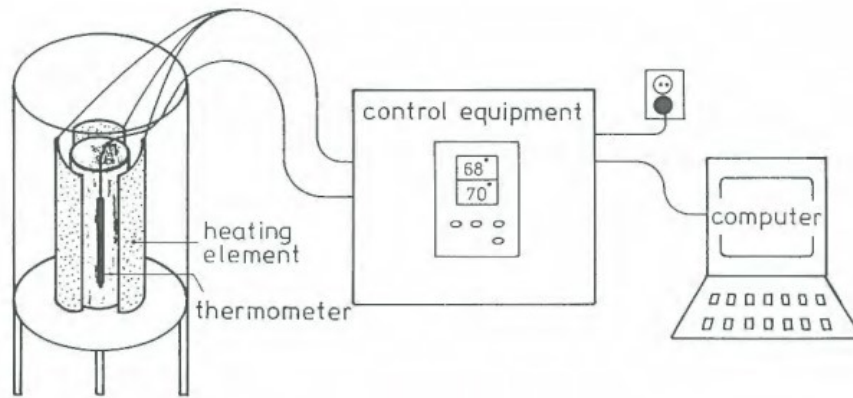 control equipment
68°
70°
heating
element
thermometer
computer